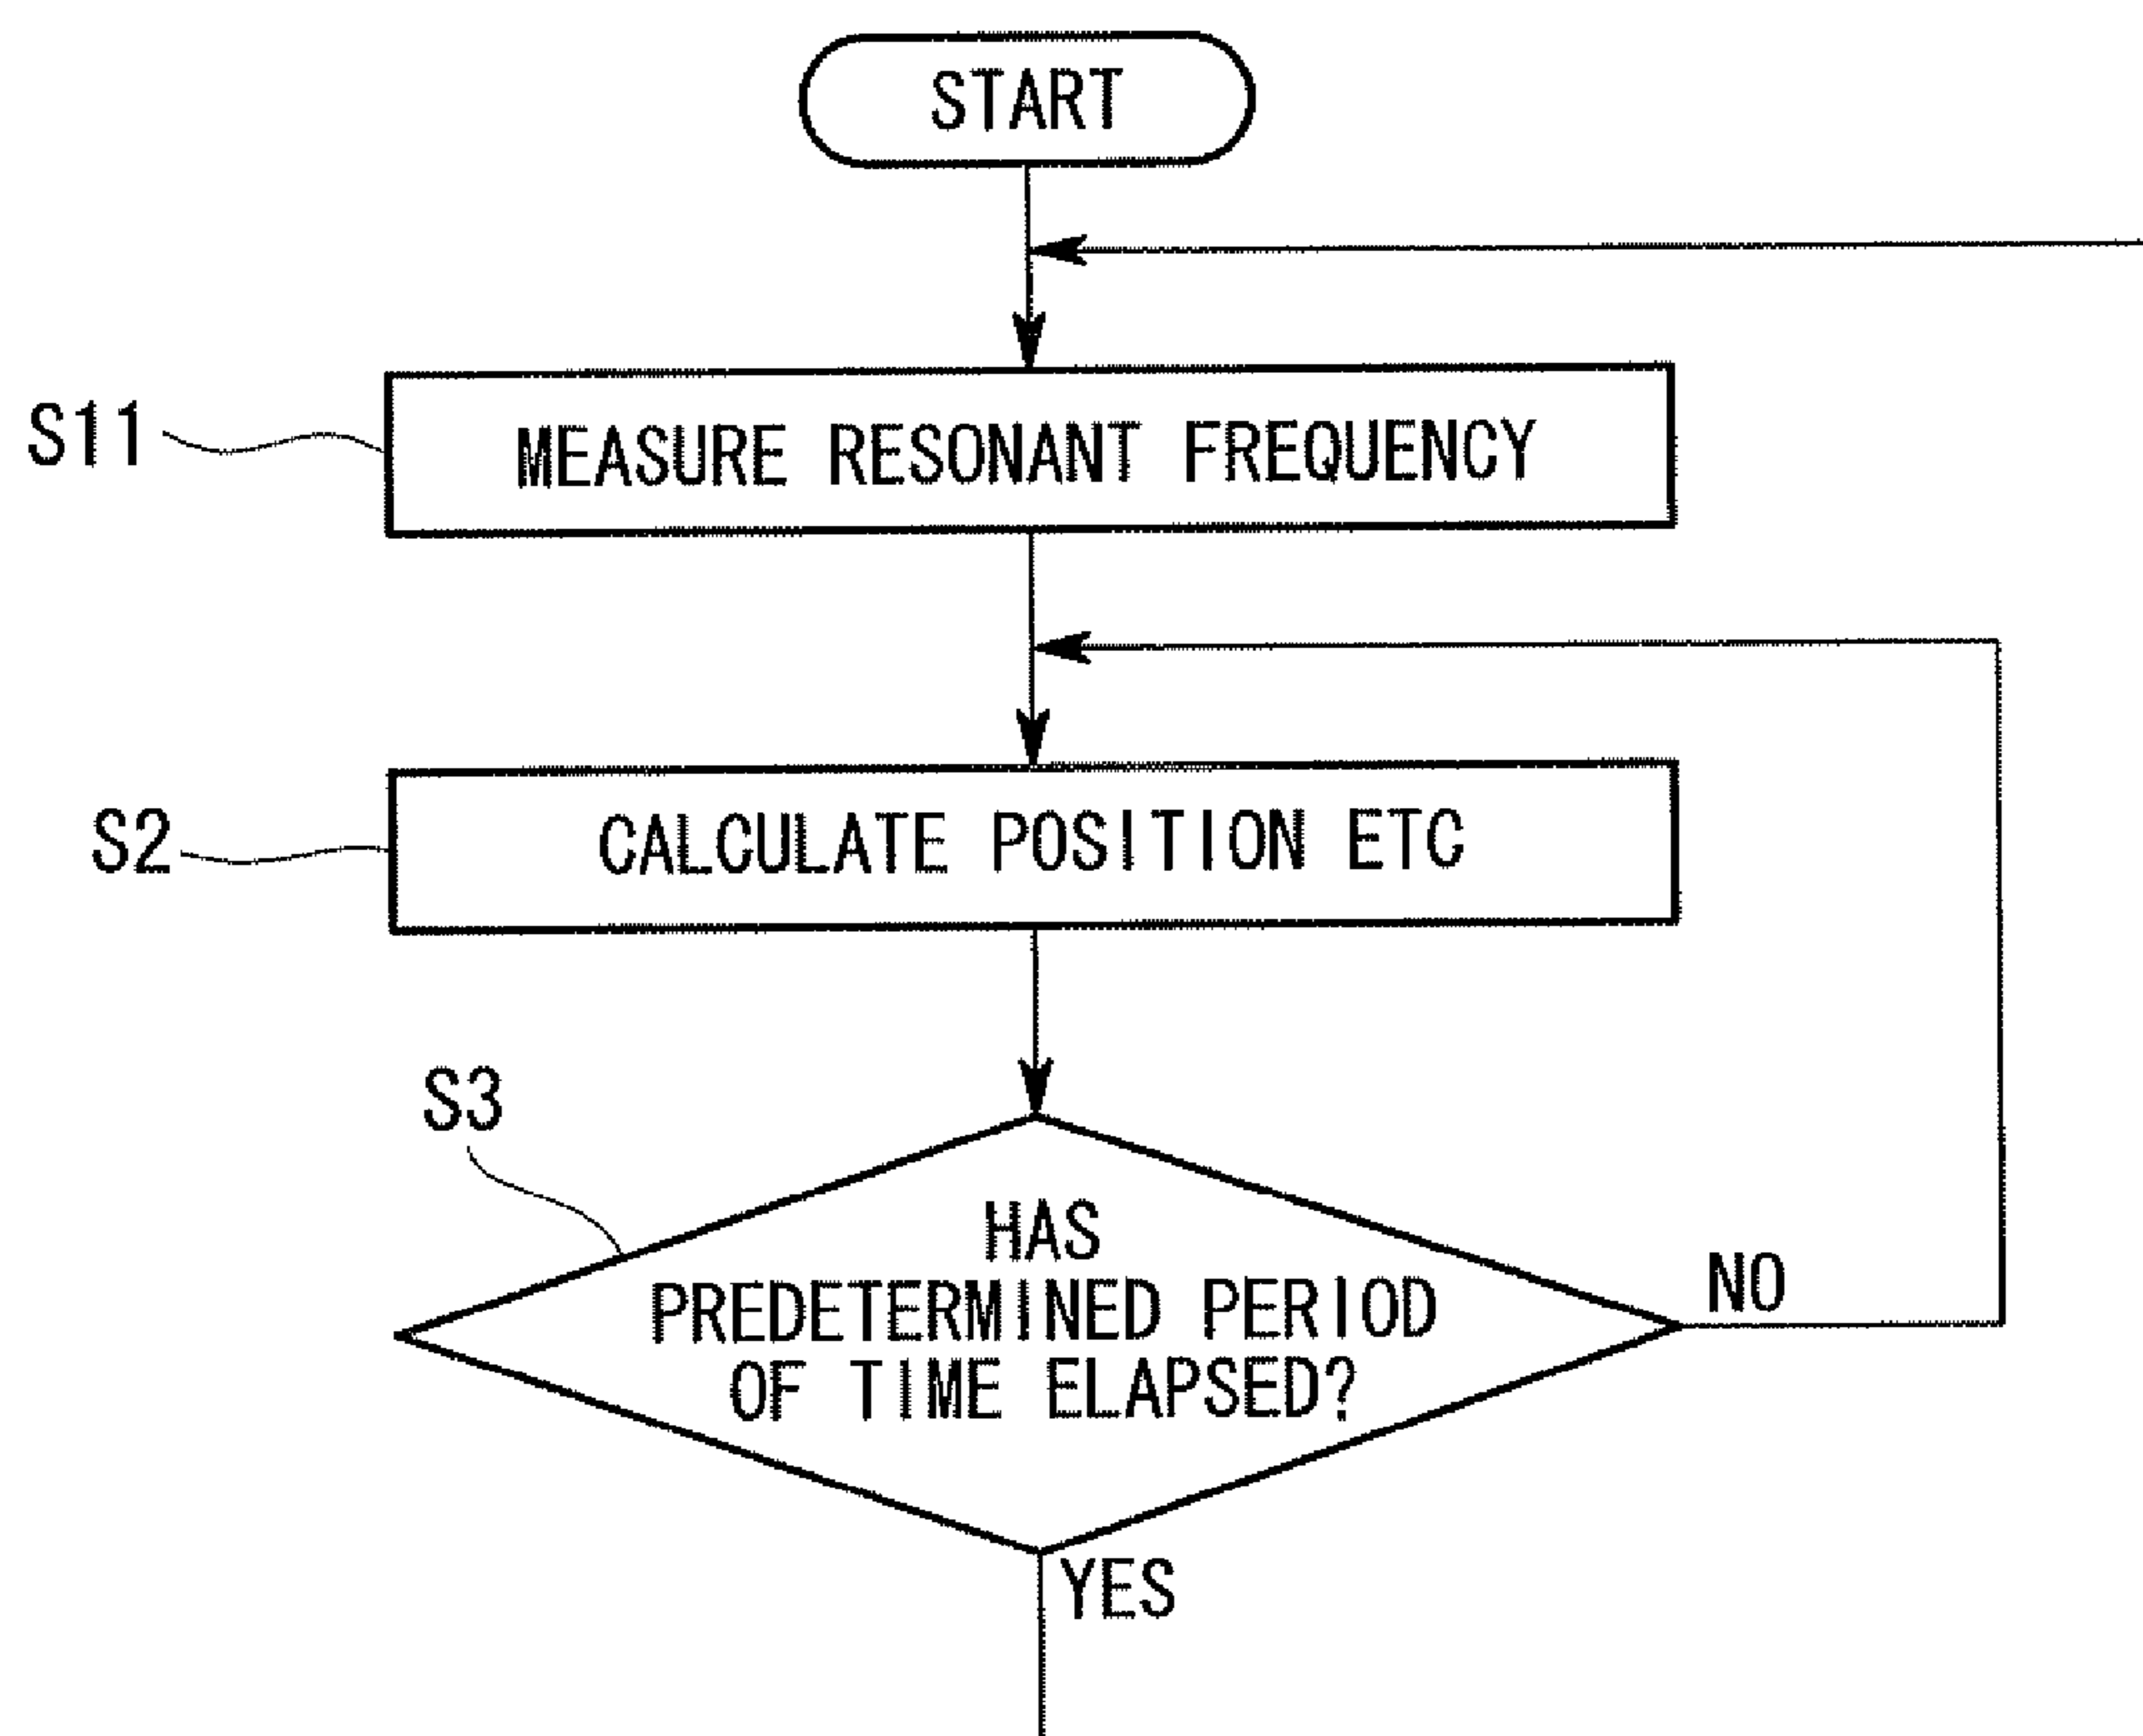 START
S11
MEASURE RESONANT FREQUENCY
S2
CALCULATE POSITION ETC
S3
HAS
PREDETERMINED PERIOD
OF TIME ELAPSED?
NO
YES